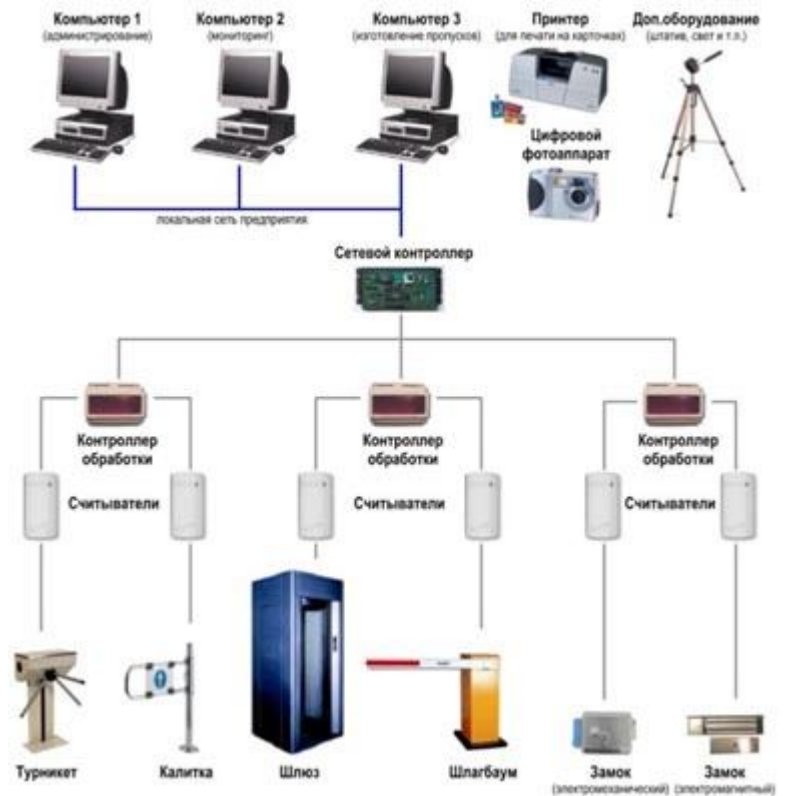 Компьютер 1
(администрирование)
Компьютер 2
(мониторинг)
Компьютер 3
(изготовление пропусков)
Принтер
(для печати на карточках)
Доп.оборудование
(штатив, свет и т.п.)
Цифровой
фотоаппарат
локальная сеть предприятия
Сетевой контроллер
Контроллер
обработки
Контроллер
обработки
Контроллер
обработки
Считыватели
Считыватели
Считыватели
Турникет
Калитка
Шлюз
Шлагбаум
Замок
(электромеханический)
Замок
(электромагнитный)